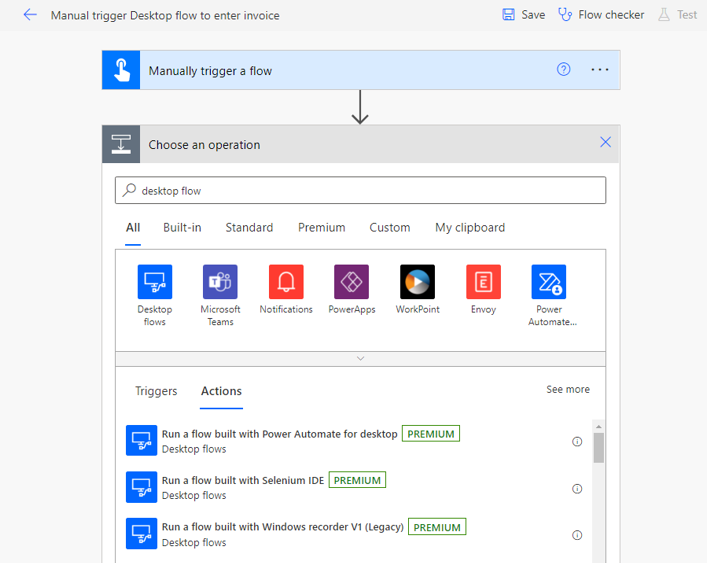 Manual trigger Desktop flow to enter invoice
Save
Flow checker
Test
Manually trigger a flow
Choose an operation
desktop flow
All
Built-in
Standard
Premium
Custom
My clipboard
Desktop
flows
Microsoft
Teams
Notifications
PowerApps
WorkPoint
Envoy
Power
Automate...
Triggers
Actions
See more
Run a flow built with Power Automate for desktop PREMIUM
Desktop flows
Run a flow built with Selenium IDE PREMIUM
Desktop flows
Run a flow built with Windows recorder V1 (Legacy) PREMIUM
Desktop flows